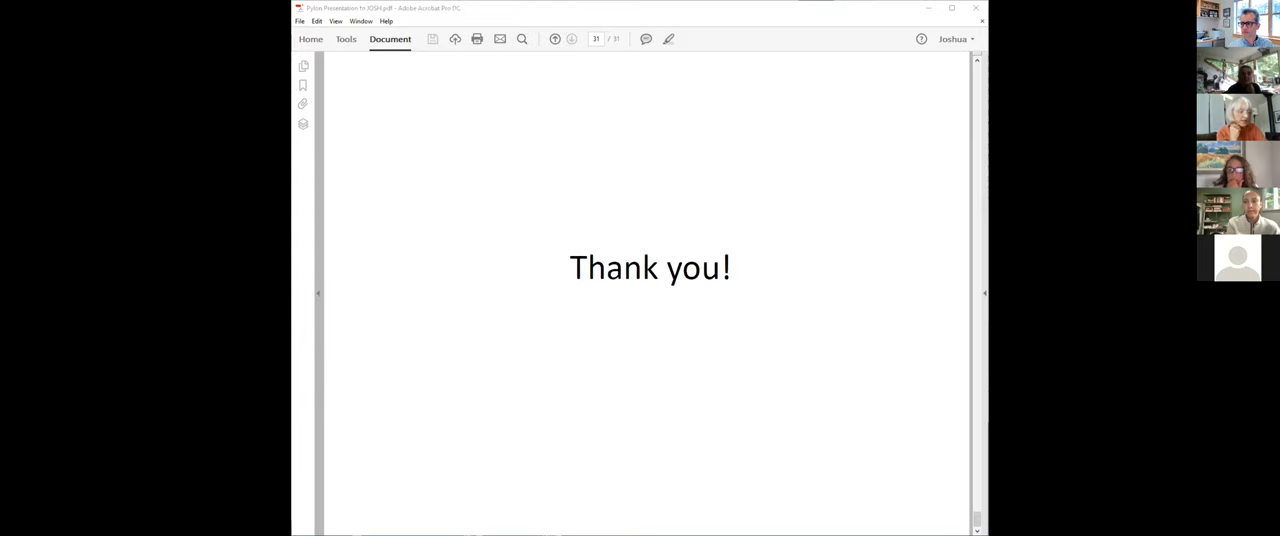 Pylon Presentation to JOSH.pdf - Adobe Acrobat Pro DC
File Edit View Window Help
Home Tools Document 31 / 31 Joshua
Thank you!